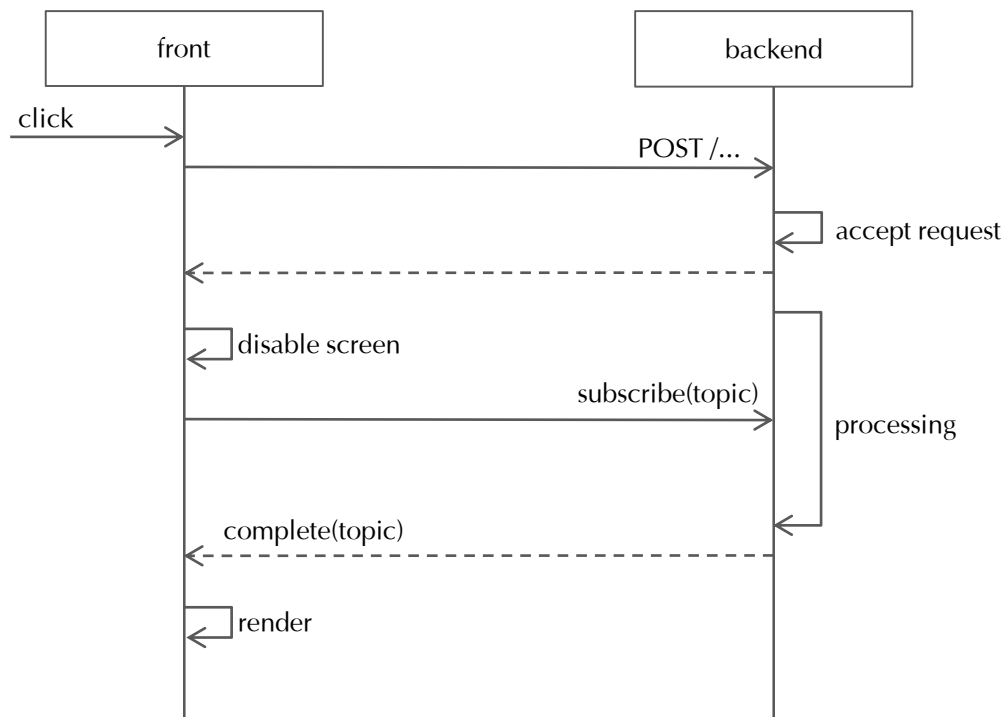 front
backend
click
POST /...
accept request
disable screen
subscribe(topic)
processing
complete(topic)
render